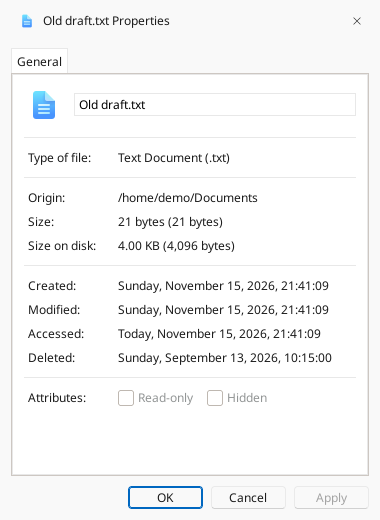 Old draft.txt Properties
General
Old draft.txt
Type of file: Text Document (.txt)
Origin: /home/demo/Documents
Size: 21 bytes (21 bytes)
Size on disk: 4.00 KB (4,096 bytes)
Created: Sunday, November 15, 2026, 21:41:09
Modified: Sunday, November 15, 2026, 21:41:09
Accessed: Today, November 15, 2026, 21:41:09
Deleted: Sunday, September 13, 2026, 10:15:00
Attributes: Read-only Hidden
OK Cancel Apply